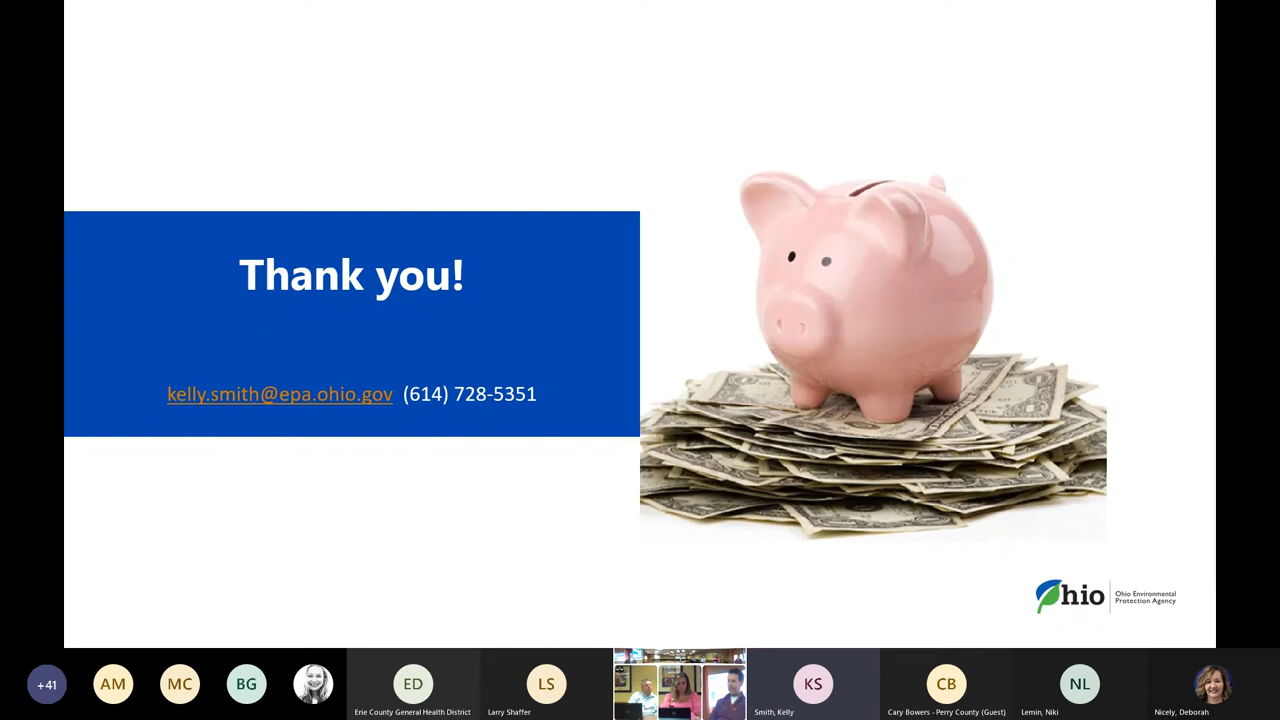 Thank you!
kelly.smith@epa.ohio.gov (614) 728-5351
Ohio
Ohio Environmental
Protection Agency
+41
AM
MC
BG
ED
LS
KS
CB
NL
Erie County General Health District
Larry Shaffer
Smith, Kelly
Cary Bowers - Perry County (Guest)
Lemin, Niki
Nicely, Deborah